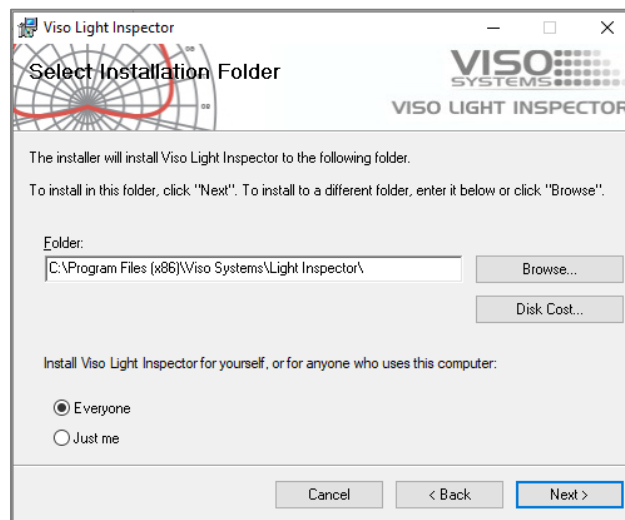 Viso Light Inspector
Select Installation Folder
VISO
SYSTEMS
VISO LIGHT INSPECTOR
The installer will install Viso Light Inspector to the following folder.
To install in this folder, click "Next". To install to a different folder, enter it below or click "Browse".
Folder:
C:\Program Files (x86)\Viso Systems\Light Inspector\
Browse...
Disk Cost...
Install Viso Light Inspector for yourself, or for anyone who uses this computer:
Everyone
Just me
Cancel
< Back
Next >